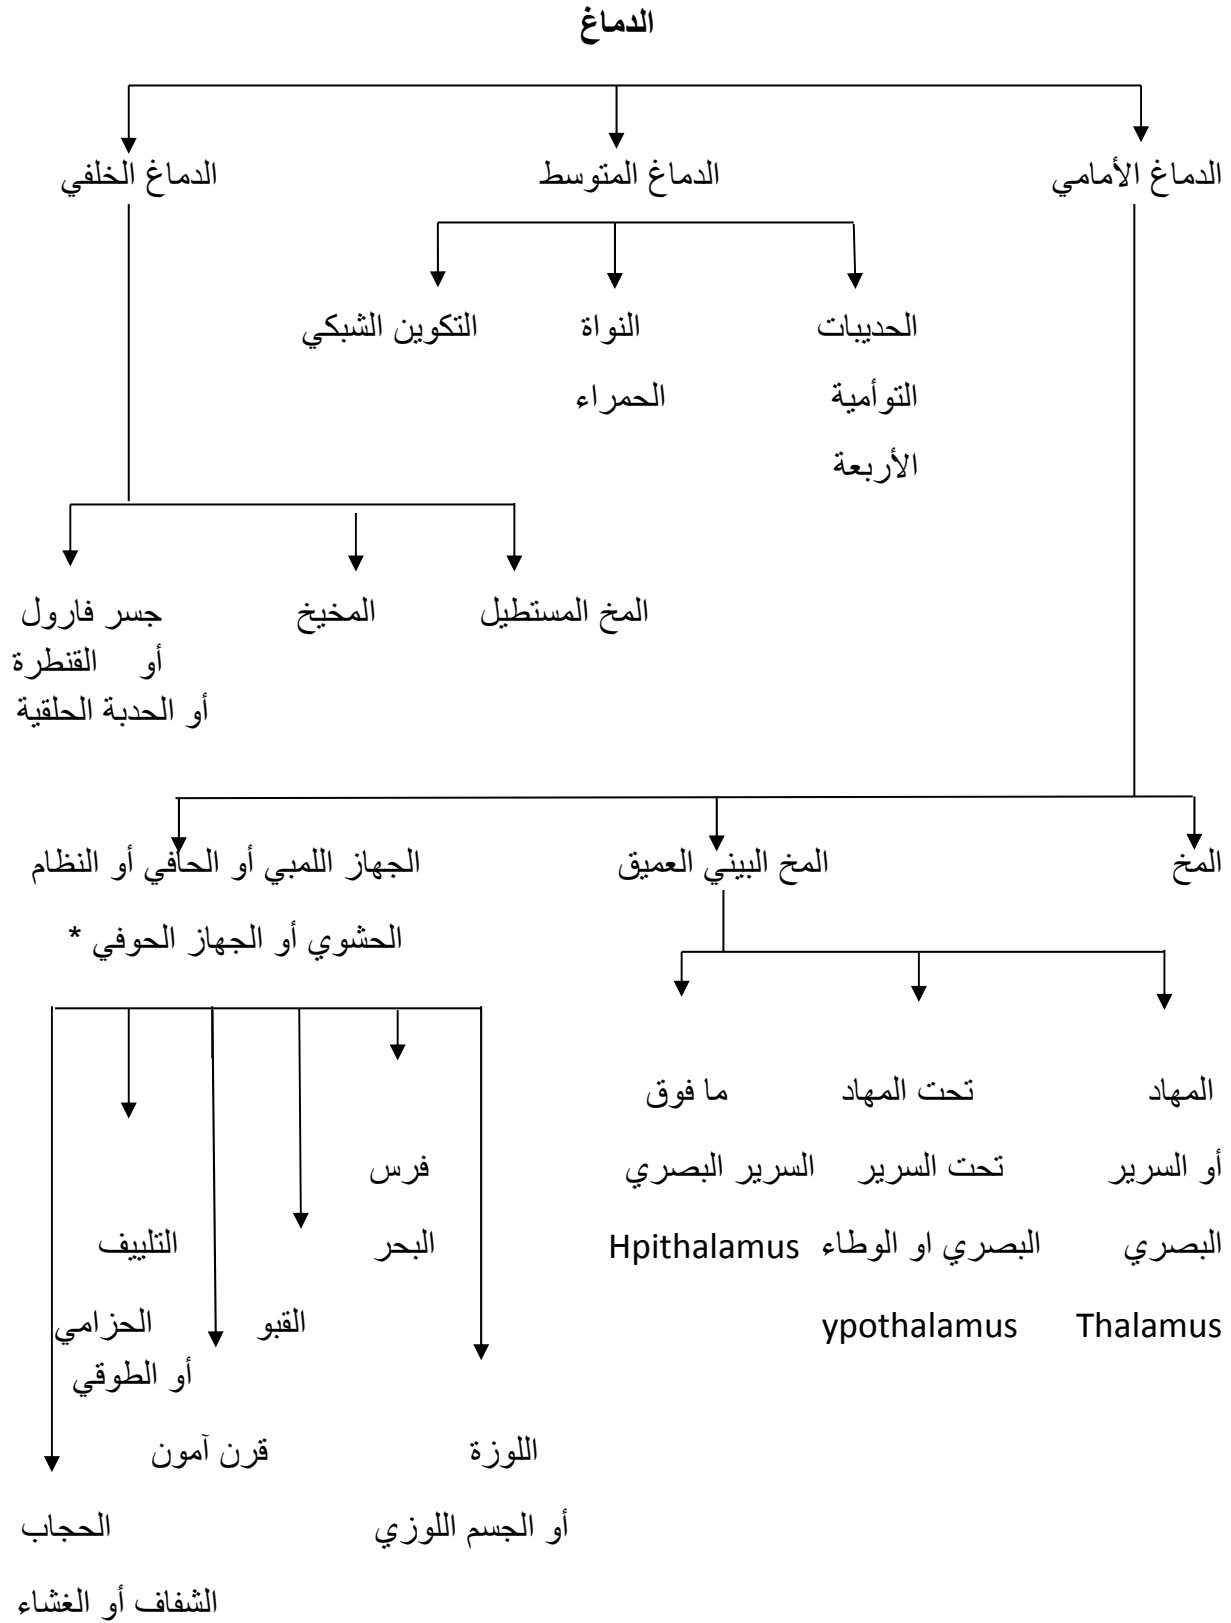 الدماغ
الدماغ الأمامي الدماغ المتوسط الدماغ الخلفي
الحديبات النواة التكوين الشبكي
التوأمية الحمراء
الأربعة
المخ المستطيل المخيخ جسر فارول
أو القنطرة
أو الحدبة الحلقية
المخ المخ البيني العميق الجهاز اللمبي أو الحافي أو النظام
الحشوي أو الجهاز الحوفي *
المهاد تحت المهاد ما فوق
أو السرير تحت السرير السرير البصري فرس
البصري البصري او الوطاء Hpithalamus البحر التلييف
Thalamus ypothalamus القبو الحزامي
أو الطوقي
اللوزة قرن آمون
أو الجسم اللوزي الحجاب
الشفاف أو الغشاء